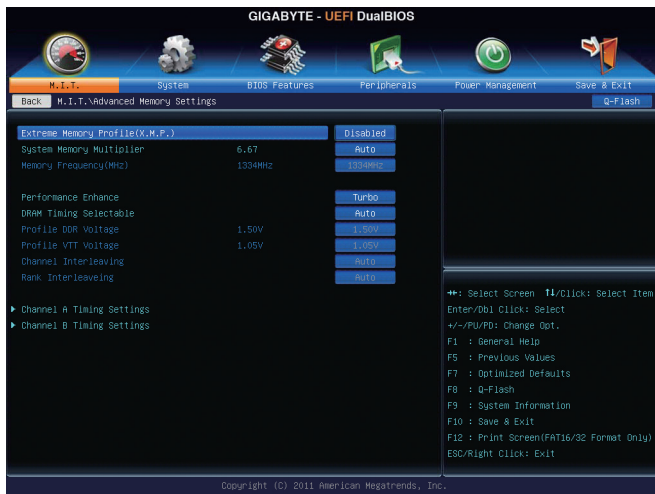 GIGABYTE - UEFI DualBIOS
M.I.T. System BIOS Features Peripherals Power Management Save & Exit
Back M.I.T.\Advanced Memory Settings Q-Flash
Extreme Memory Profile(X.M.P.) Disabled
System Memory Multiplier 6.67 Auto
Memory Frequency(MHz) 1334MHz 1334MHz
Performance Enhance Turbo
DRAM Timing Selectable Auto
Profile DDR Voltage 1.50V 1.50V
Profile VTT Voltage 1.05V 1.05V
Channel Interleaving Auto
Rank Interleaveing Auto
▶ Channel A Timing Settings
▶ Channel B Timing Settings
→←: Select Screen ↑↓/Click: Select Item
Enter/Dbl Click: Select
+/-/PU/PD: Change Opt.
F1 : General Help
F5 : Previous Values
F7 : Optimized Defaults
F8 : Q-Flash
F9 : System Information
F10 : Save & Exit
F12 : Print Screen(FAT16/32 Format Only)
ESC/Right Click: Exit
Copyright (C) 2011 American Megatrends, Inc.